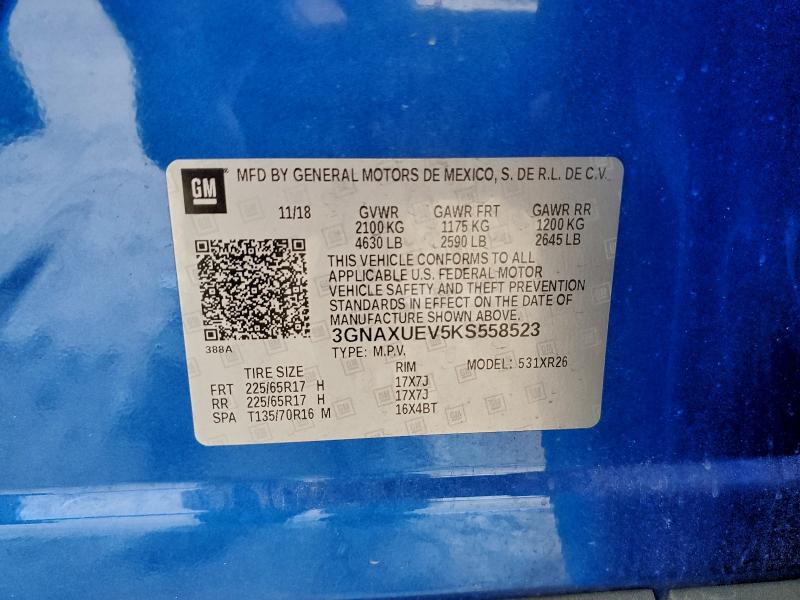 GM
MFD BY GENERAL MOTORS DE MEXICO, S. DE R.L. DE C.V.
11/18 GVWR GAWR FRT GAWR RR
2100 KG 1175 KG 1200 KG
4630 LB 2590 LB 2645 LB
THIS VEHICLE CONFORMS TO ALL
APPLICABLE U.S. FEDERAL MOTOR
VEHICLE SAFETY AND THEFT PREVENTION
STANDARDS IN EFFECT ON THE DATE OF
MANUFACTURE SHOWN ABOVE.
3GNAXUEV5KS558523
388A
TYPE: M.P.V.
MODEL: 531XR26
TIRE SIZE RIM
FRT 225/65R17 H 17X7J
RR 225/65R17 H 17X7J
SPA T135/70R16 M 16X4BT